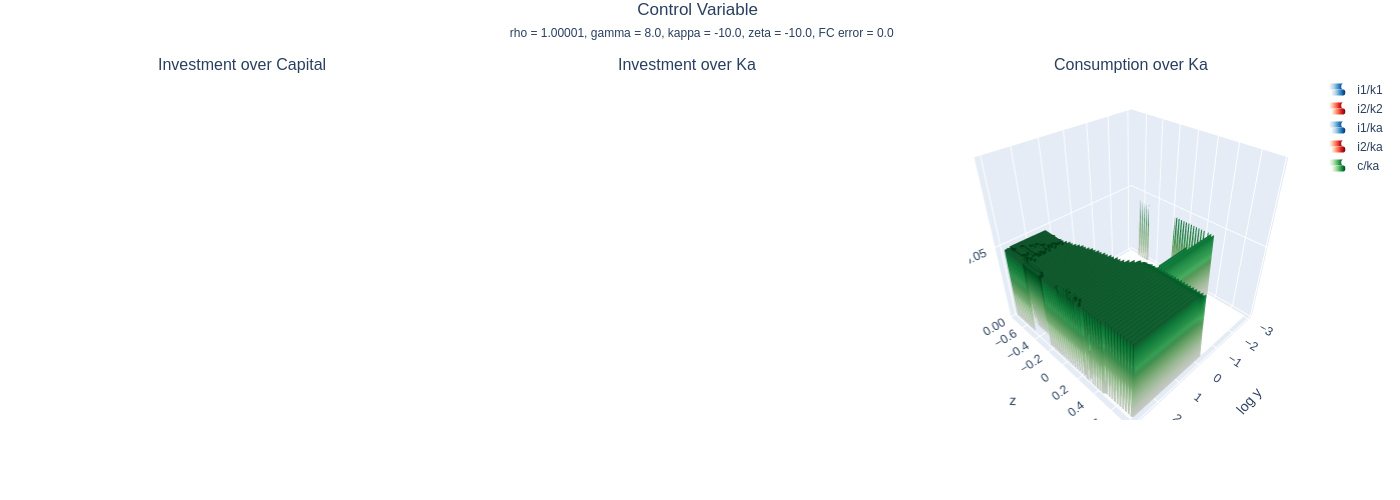 Control Variable
rho = 1.00001, gamma = 8.0, kappa = -10.0, zeta = -10.0, FC error = 0.0
Investment over Capital
Investment over Ka
Consumption over Ka
i1/k1
i2/k2
i1/ka
i2/ka
c/ka
0.00
−0.6
−0.4
−0.2
0
0.2
0.4
z
−3
−2
−1
0
1
log y